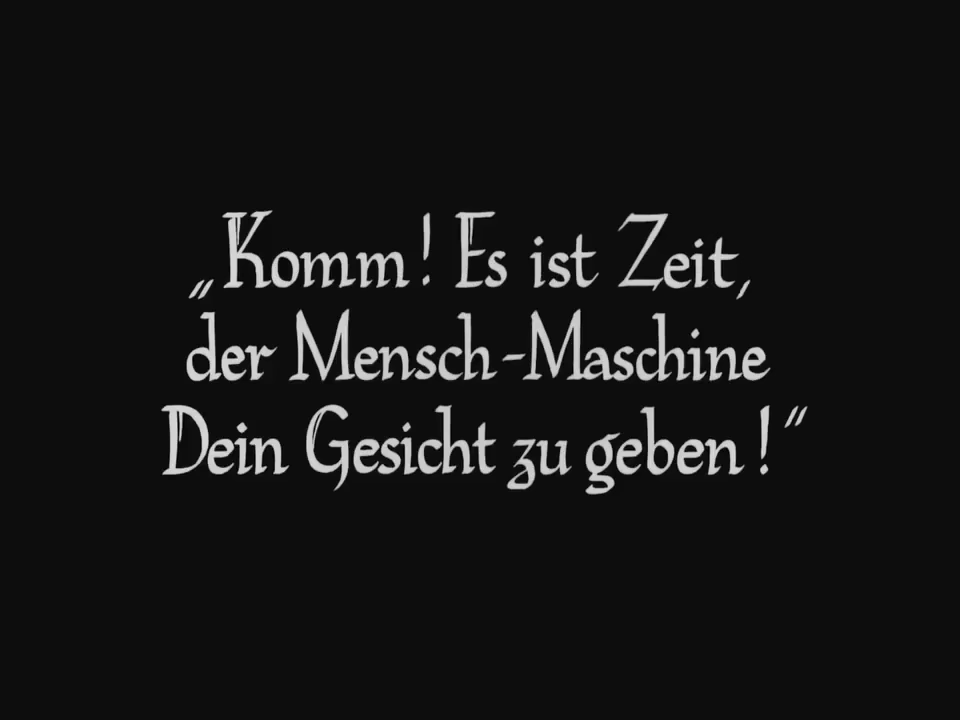 „Komm! Es ist Zeit,
der Mensch-Maschine
Dein Gesicht zu geben!“